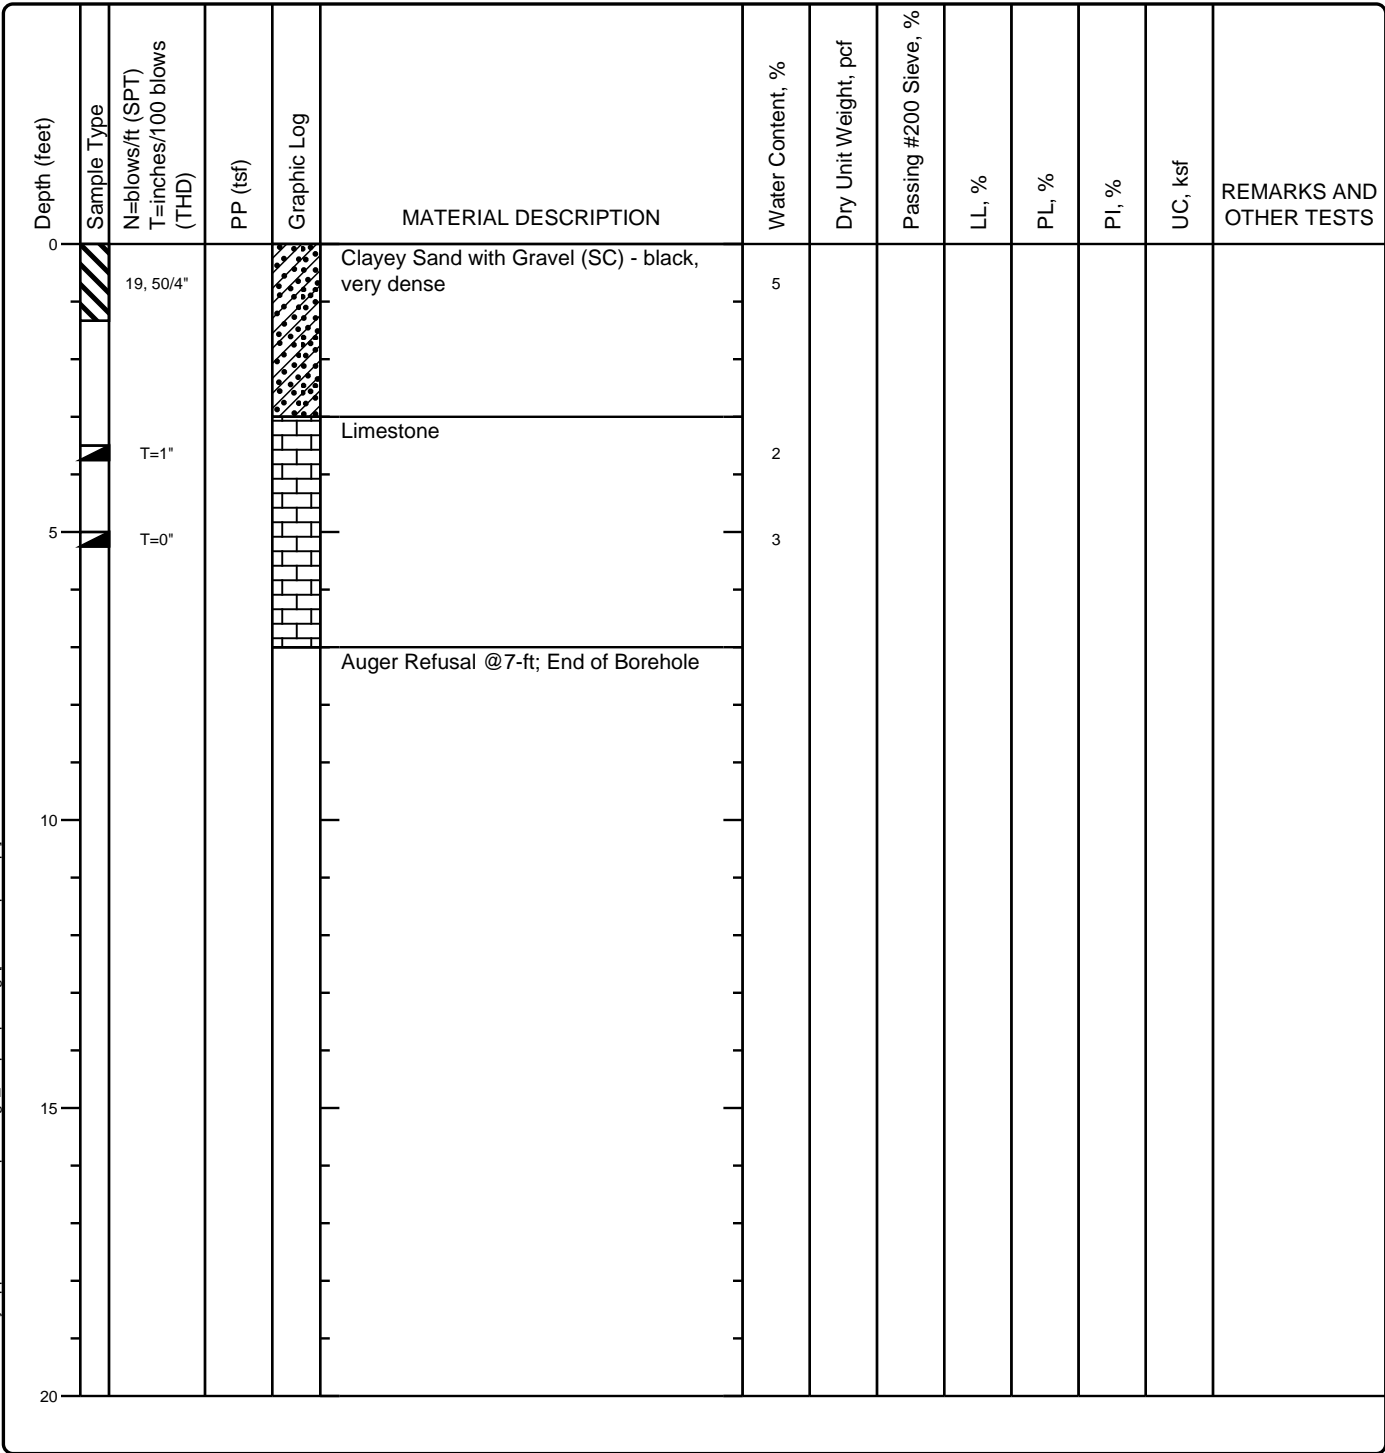 Depth (feet)
Sample Type
N=blows/ft (SPT)
T=inches/100 blows
(THD)
PP (tsf)
Graphic Log
MATERIAL DESCRIPTION
Water Content, %
Dry Unit Weight, pcf
Passing #200 Sieve, %
LL, %
PL, %
PI, %
UC, ksf
REMARKS AND
OTHER TESTS
0
Clayey Sand with Gravel (SC) - black,
very dense
19, 50/4"
5
Limestone
T=1"
2
5
T=0"
3
Auger Refusal @7-ft; End of Borehole
10
15
20